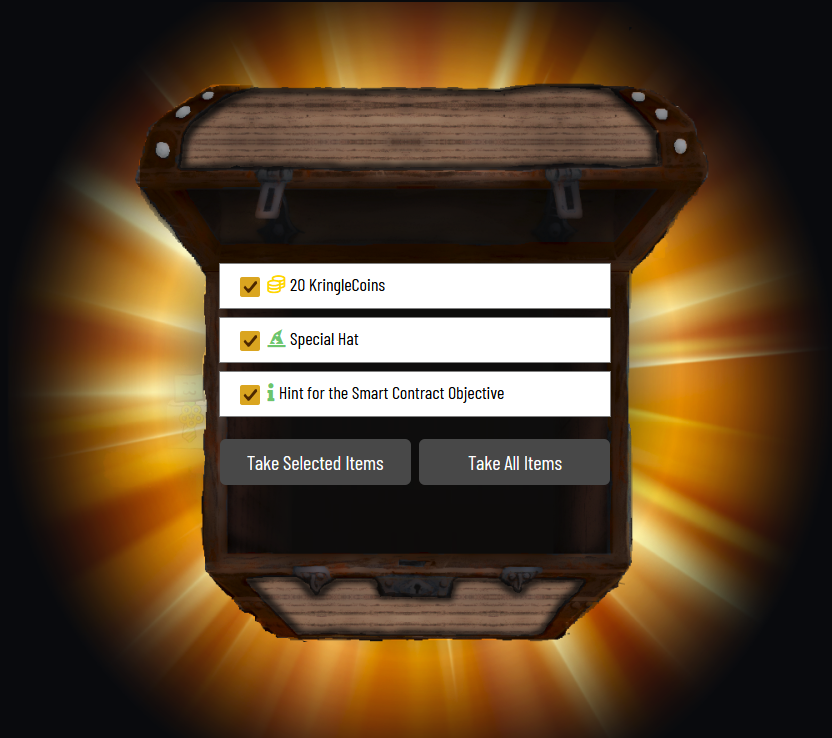 20 KringleCoins
Special Hat
Hint for the Smart Contract Objective
Take Selected Items
Take All Items